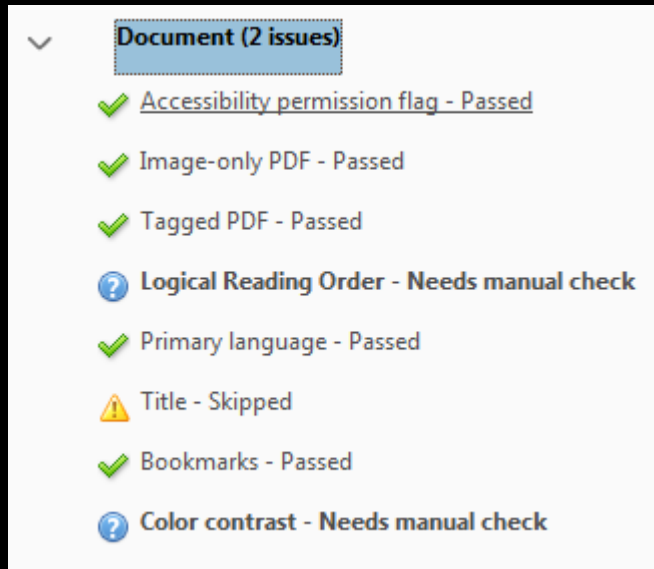 Document (2 issues)
Accessibility permission flag - Passed
Image-only PDF - Passed
Tagged PDF - Passed
Logical Reading Order - Needs manual check
Primary language - Passed
Title - Skipped
Bookmarks - Passed
Color contrast - Needs manual check